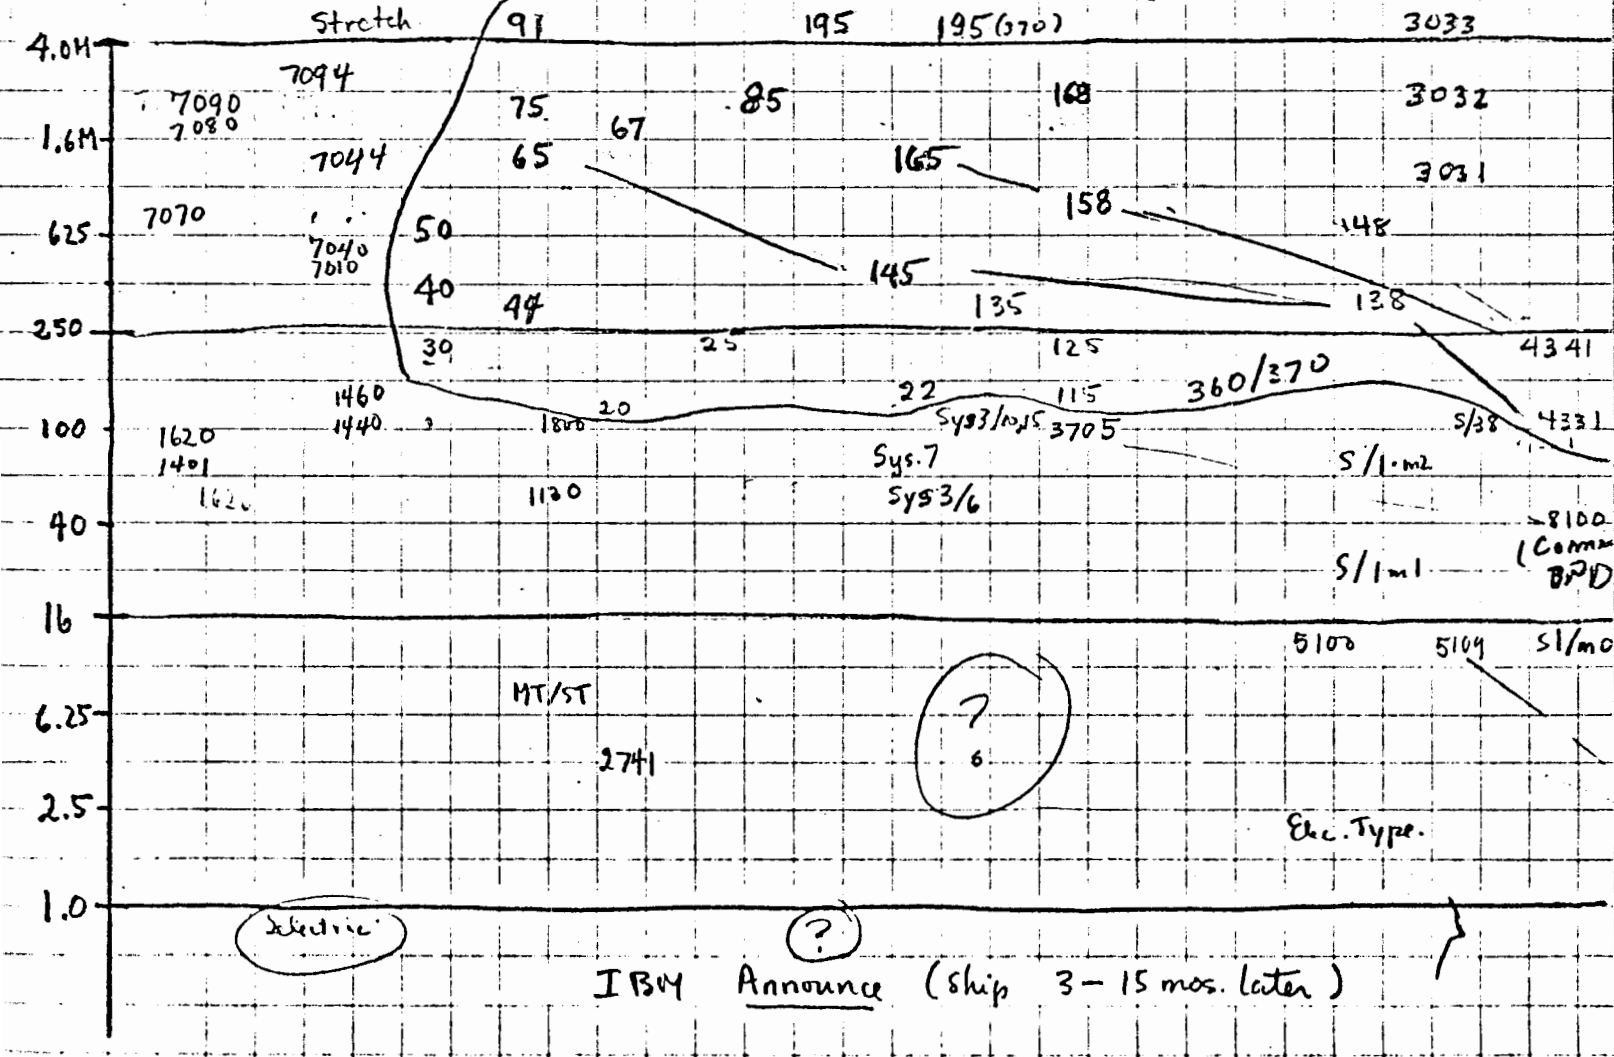 Stretch 91 195 195(370) 3033
4.0M
7094
7090 75 85 168 3032
7080 67
1.6M
7044 65 165 3031
158
7070 50 148
625
7040
7010 145
40 44 135 138
250
30 25 125 4341
1460 22 115 360/370
20
1440 1800 Sys3/10,15 3705 S/38 4331
100
1620
1401 Sys.7 S/1.m2
1620 1130 Sys3/6
40 8100
(Comm
S/1m1 BPD
16
5100 5104 S1/m0
MT/ST ?
6.25
2741 6
2.5
Elec. Type.
1.0
Selectric ?
IBM Announce (Ship 3-15 mos. later)